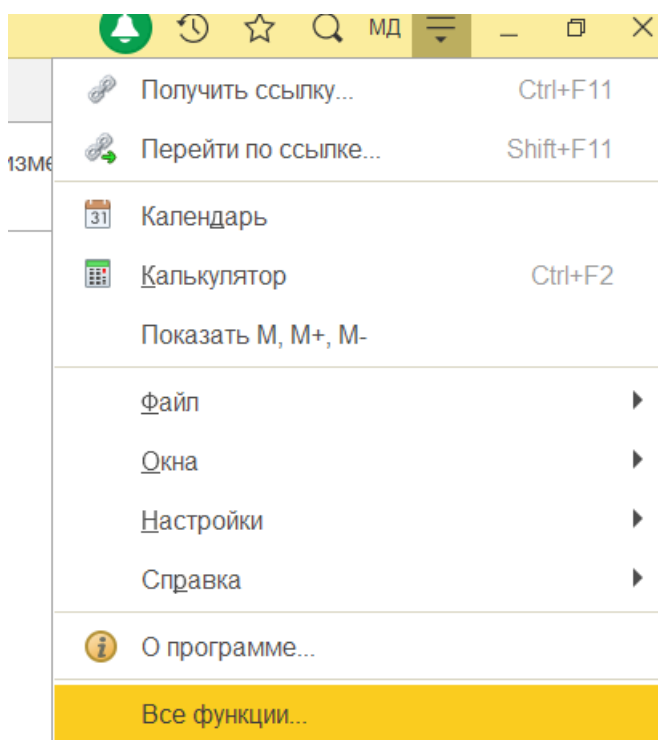 МД
Получить ссылку... Ctrl+F11
Перейти по ссылке... Shift+F11
изме
31 Календарь
Калькулятор Ctrl+F2
Показать M, M+, M-
Файл
Окна
Настройки
Справка
О программе...
Все функции...